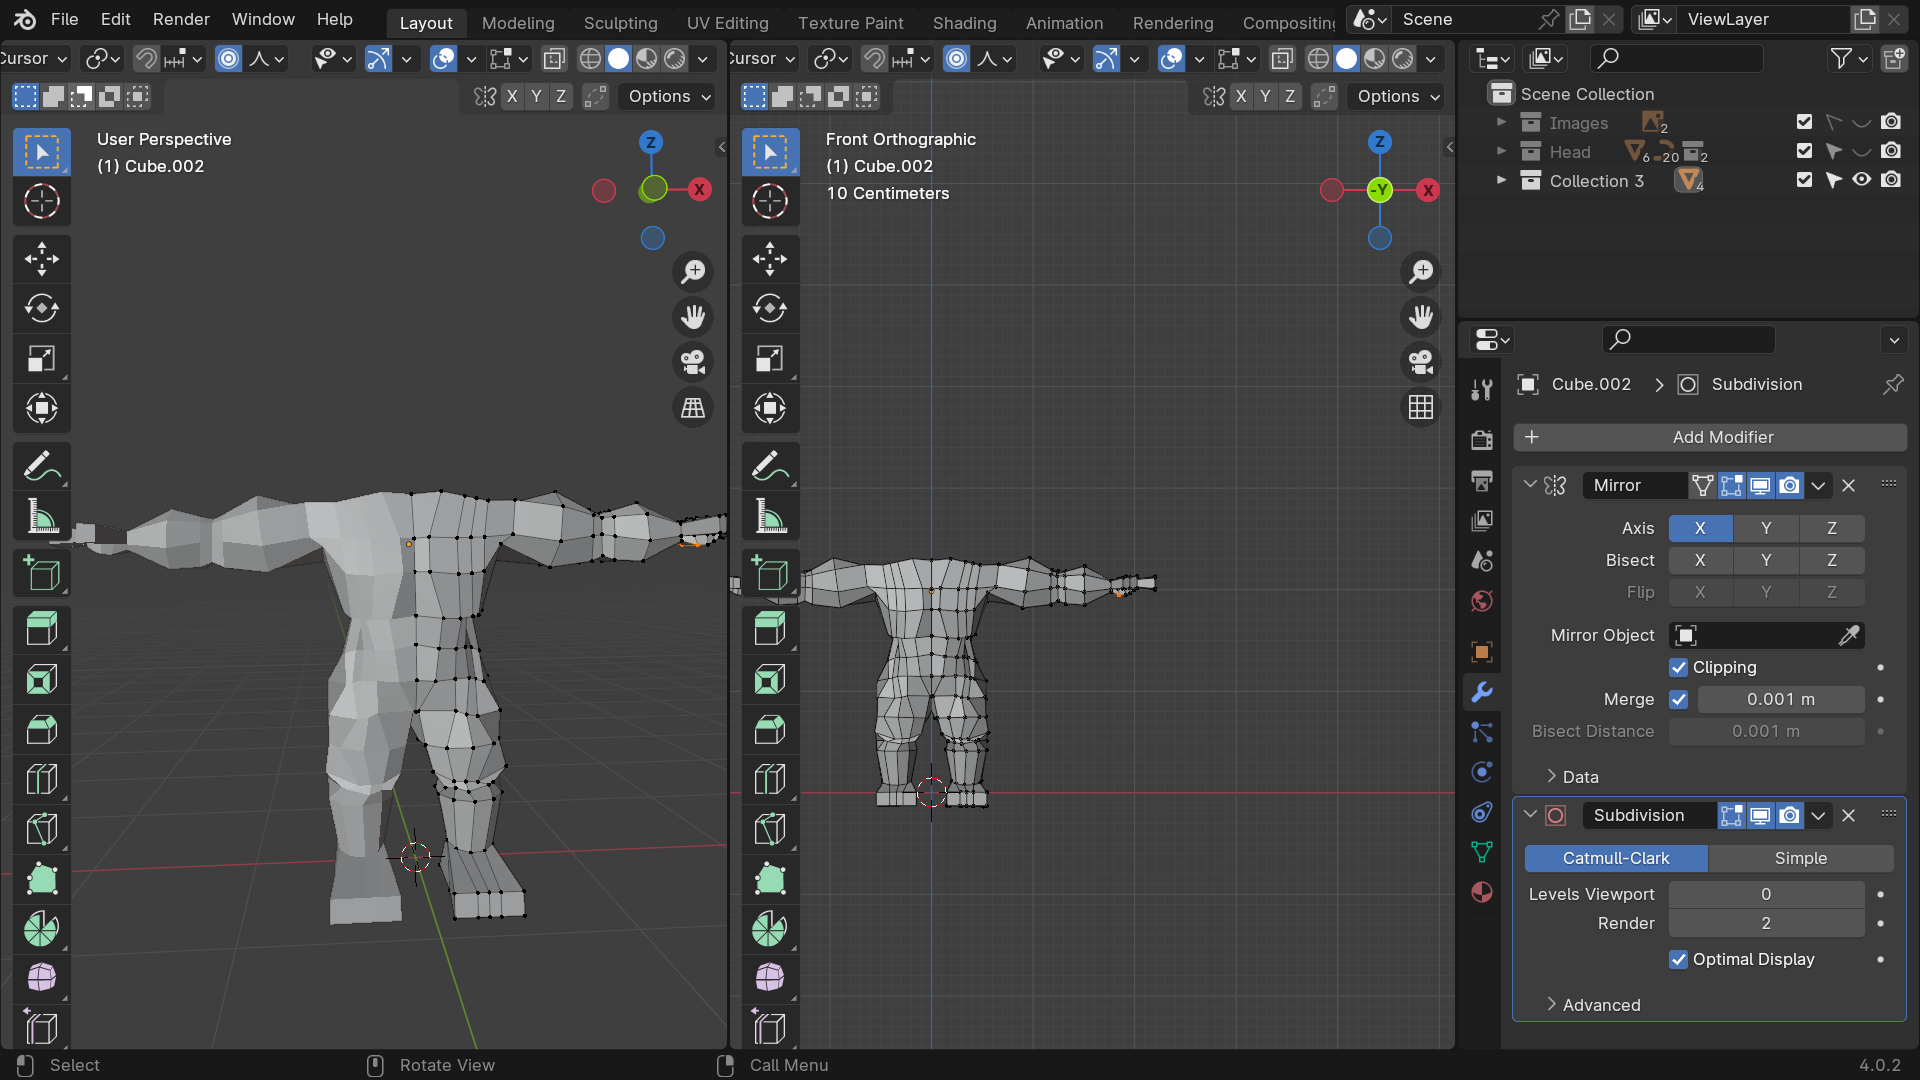 File Edit Render Window Help Layout Modeling Sculpting UV Editing Texture Paint Shading Animation Rendering Compositing Scene ViewLayer
Cursor
Cursor
X Y Z Options
X Y Z Options
User Perspective
(1) Cube.002
Z
X
Front Orthographic
(1) Cube.002
10 Centimeters
Z
-Y
X
Scene Collection
Images 2
Head 6 20 2
Collection 3 4
Cube.002 > Subdivision
+ Add Modifier
Mirror
Axis X Y Z
Bisect X Y Z
Flip X Y Z
Mirror Object
Clipping
Merge 0.001 m
Bisect Distance 0.001 m
Data
Subdivision
Catmull-Clark Simple
Levels Viewport 0
Render 2
Optimal Display
Advanced
Select Rotate View Call Menu 4.0.2